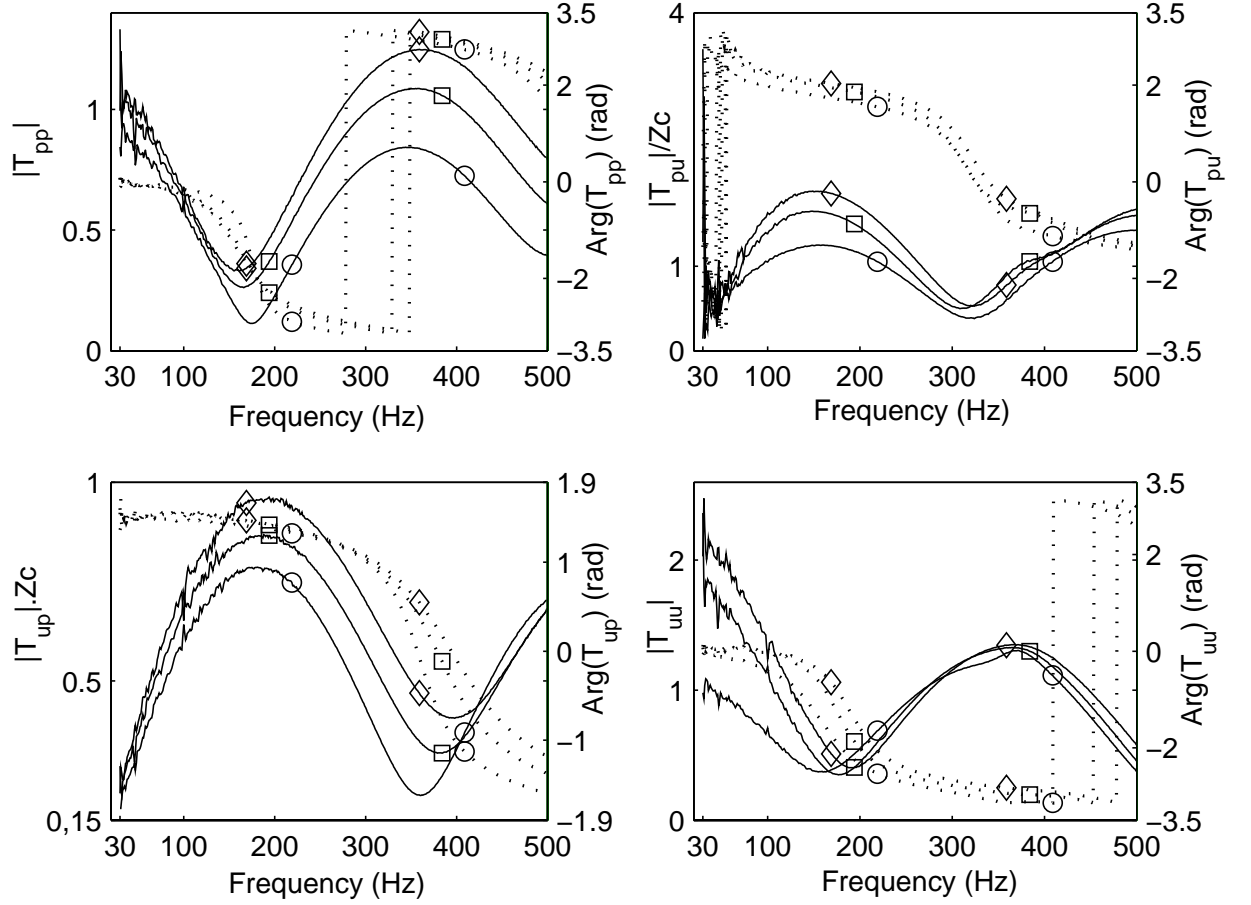 |T_pp|
1
0.5
0
3.5
2
0
−2
−3.5
Arg(T_pp) (rad)
30 100 200 300 400 500
Frequency (Hz)
|T_pu|/Zc
4
1
0
3.5
2
0
−2
−3.5
Arg(T_pu) (rad)
30 100 200 300 400 500
Frequency (Hz)
|T_up|.Zc
1
0.5
0,15
1.9
1
0
−1
−1.9
Arg(T_up) (rad)
30 100 200 300 400 500
Frequency (Hz)
|T_uu|
2
1
0
3.5
2
0
−2
−3.5
Arg(T_uu) (rad)
30 100 200 300 400 500
Frequency (Hz)